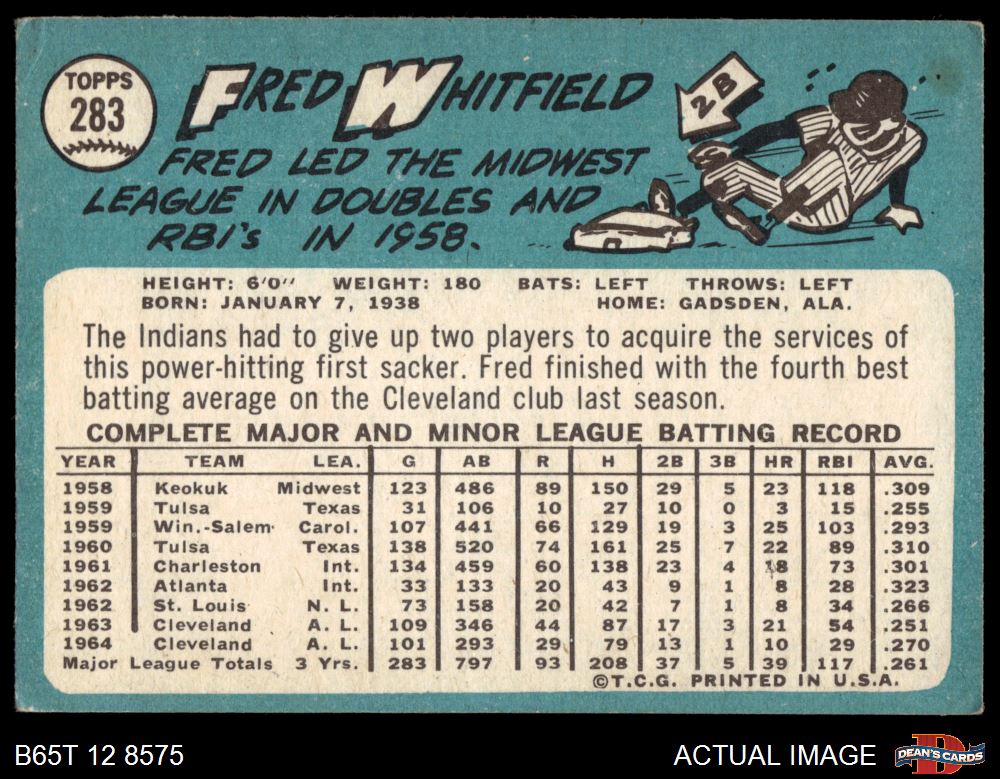 TOPPS
283
FRED WHITFIELD
2B
FRED LED THE MIDWEST
LEAGUE IN DOUBLES AND
RBI's IN 1958.
HEIGHT: 6'0" WEIGHT: 180 BATS: LEFT THROWS: LEFT
BORN: JANUARY 7, 1938 HOME: GADSDEN, ALA.
The Indians had to give up two players to acquire the services of
this power-hitting first sacker. Fred finished with the fourth best
batting average on the Cleveland club last season.
COMPLETE MAJOR AND MINOR LEAGUE BATTING RECORD
YEAR TEAM LEA. G AB R H 2B 3B HR RBI AVG.
1958 Keokuk Midwest 123 486 89 150 29 5 23 118 .309
1959 Tulsa Texas 31 106 10 27 10 0 3 15 .255
1959 Win.-Salem Carol. 107 441 66 129 19 3 25 103 .293
1960 Tulsa Texas 138 520 74 161 25 7 22 89 .310
1961 Charleston Int. 134 459 60 138 23 4 18 73 .301
1962 Atlanta Int. 33 133 20 43 9 1 8 28 .323
1962 St. Louis N. L. 73 158 20 42 7 1 8 34 .266
1963 Cleveland A. L. 109 346 44 87 17 3 21 54 .251
1964 Cleveland A. L. 101 293 29 79 13 1 10 29 .270
Major League Totals 3 Yrs. 283 797 93 208 37 5 39 117 .261
©T.C.G. PRINTED IN U.S.A.
B65T 12 8575
ACTUAL IMAGE
D
DEAN'S CARDS